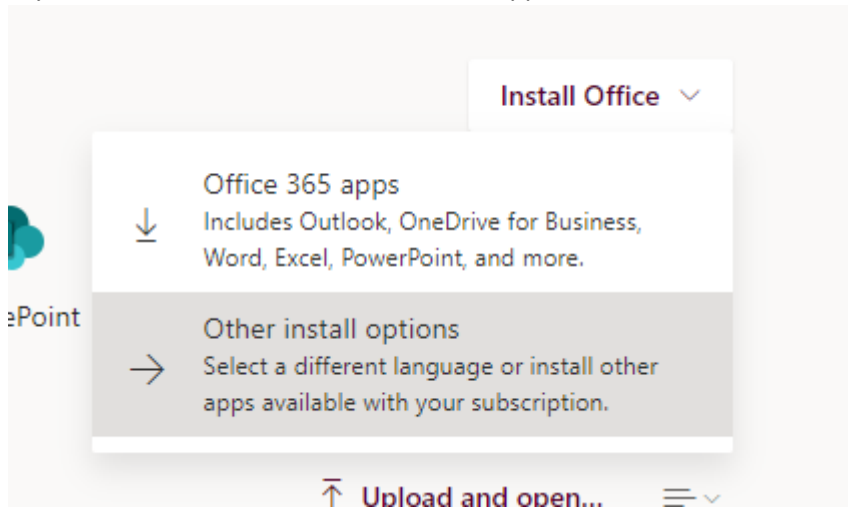 Install Office
Office 365 apps
Includes Outlook, OneDrive for Business,
Word, Excel, PowerPoint, and more.
ePoint
Other install options
Select a different language or install other
apps available with your subscription.
Upload and open...